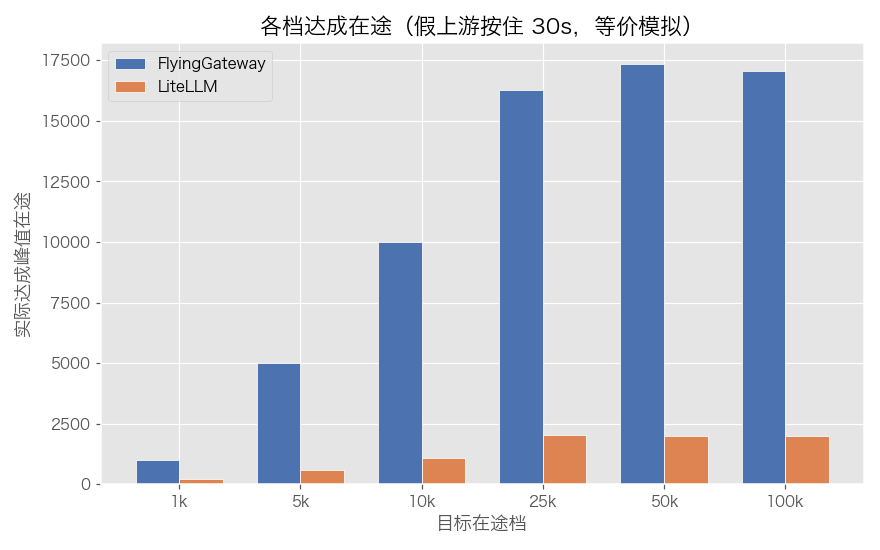 各档达成在途（假上游按住 30s，等价模拟）
FlyingGateway
LiteLLM
17500
15000
12500
10000
7500
5000
2500
0
实际达成峰值在途
1k
5k
10k
25k
50k
100k
目标在途档